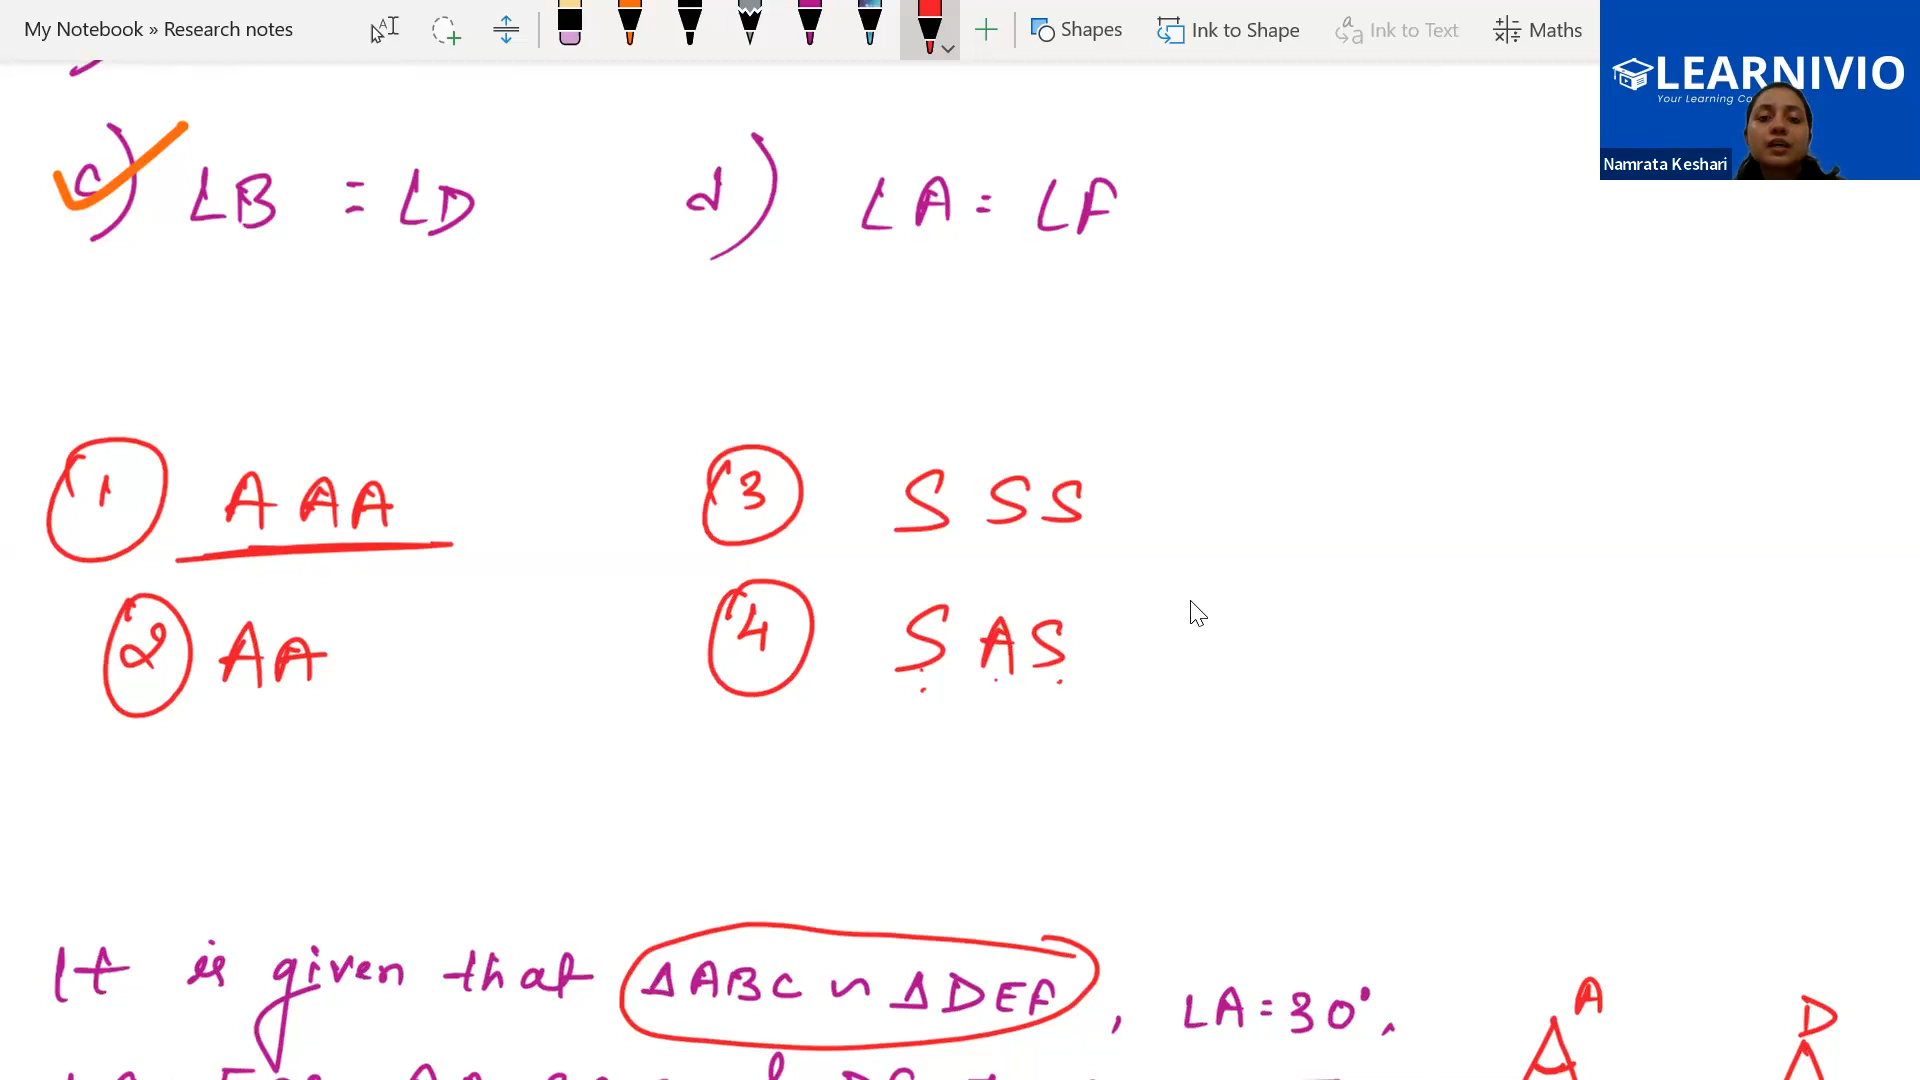 My Notebook » Research notes
Shapes
Ink to Shape
Ink to Text
Maths
LEARNIVIO
Your Learning Co
Namrata Keshari
c) ∠B = ∠D
d) ∠A = ∠F
1 AAA
3 SSS
2 AA
4 SAS
It is given that ΔABC ~ ΔDEF, ∠A = 30°,
A
D